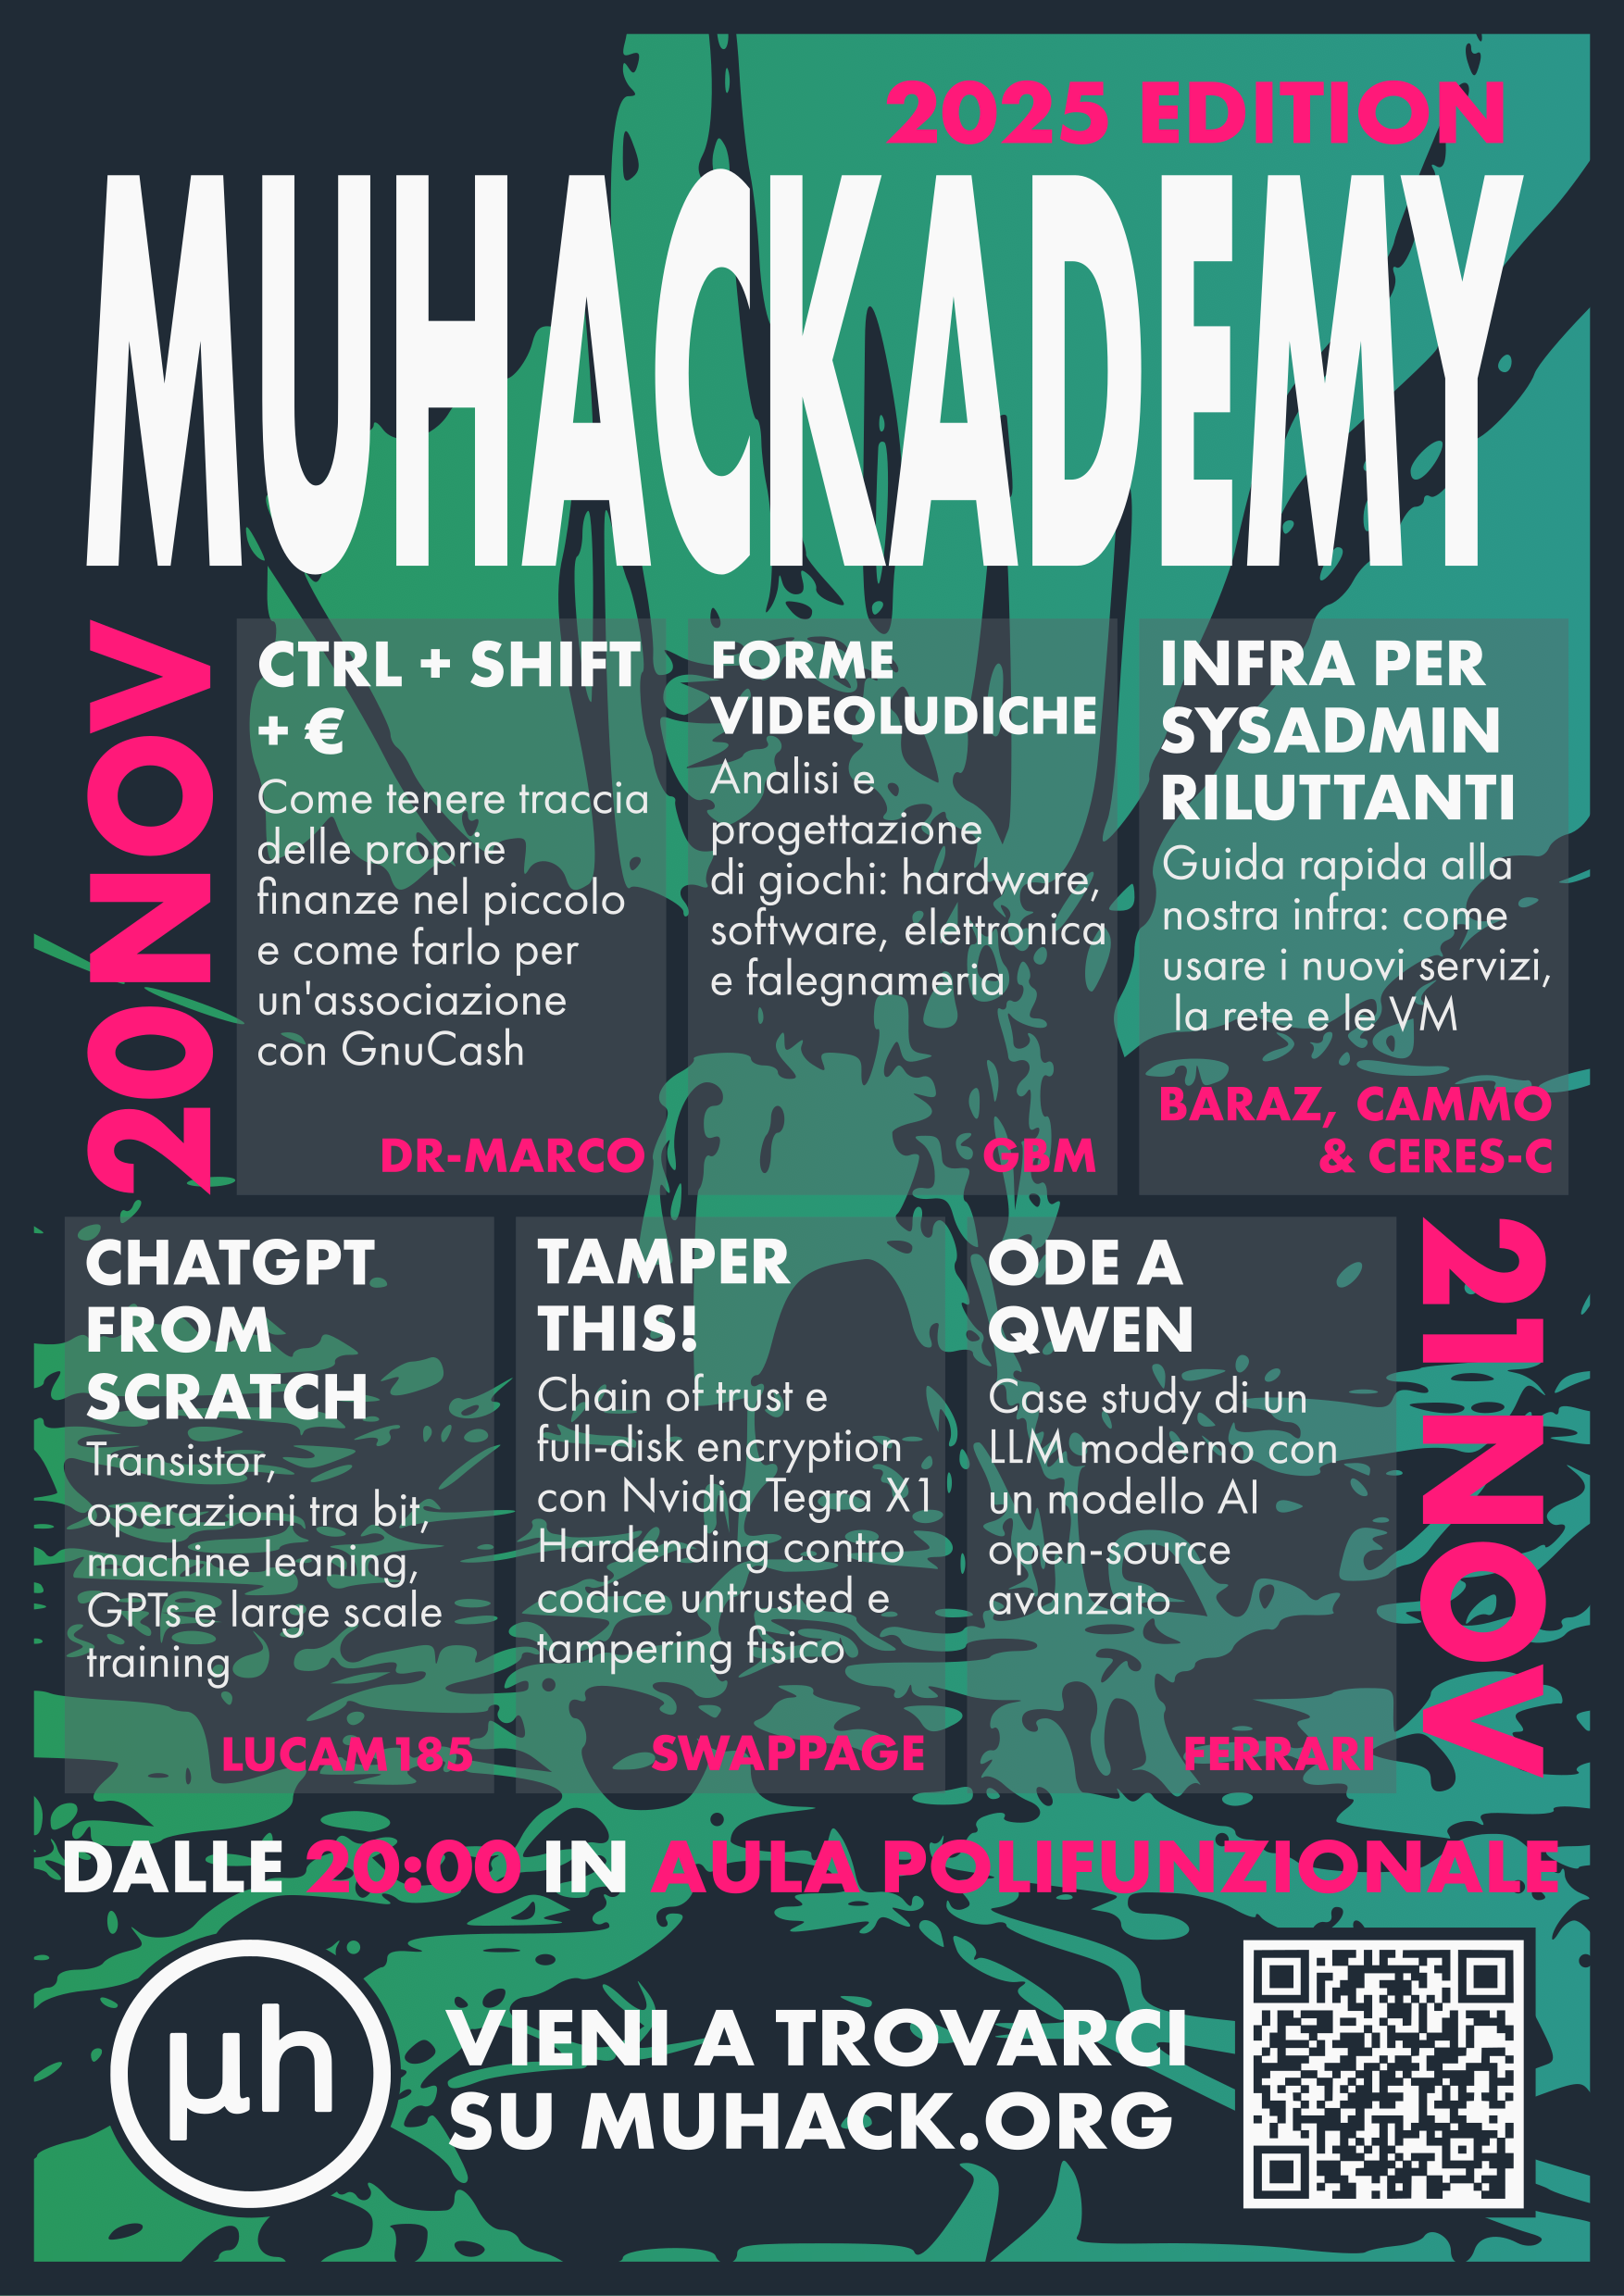 2025 EDITION
MUHACKADEMY
20 NOV
CTRL + SHIFT
+ €
Come tenere traccia
delle proprie
finanze nel piccolo
e come farlo per
un'associazione
con GnuCash
DR-MARCO
FORME
VIDEOLUDICHE
Analisi e
progettazione
di giochi: hardware,
software, elettronica
e falegnameria
GBM
INFRA PER
SYSADMIN
RILUTTANTI
Guida rapida alla
nostra infra: come
usare i nuovi servizi,
la rete e le VM
BARAZ, CAMMO
& CERES-C
CHATGPT
FROM
SCRATCH
Transistor,
operazioni tra bit,
machine leaning,
GPTs e large scale
training
LUCAM185
TAMPER
THIS!
Chain of trust e
full-disk encryption
con Nvidia Tegra X1
Hardending contro
codice untrusted e
tampering fisico
SWAPPAGE
ODE A
QWEN
Case study di un
LLM moderno con
un modello AI
open-source
avanzato
FERRARI
21 NOV
DALLE 20:00 IN AULA POLIFUNZIONALE
µh
VIENI A TROVARCI
SU MUHACK.ORG